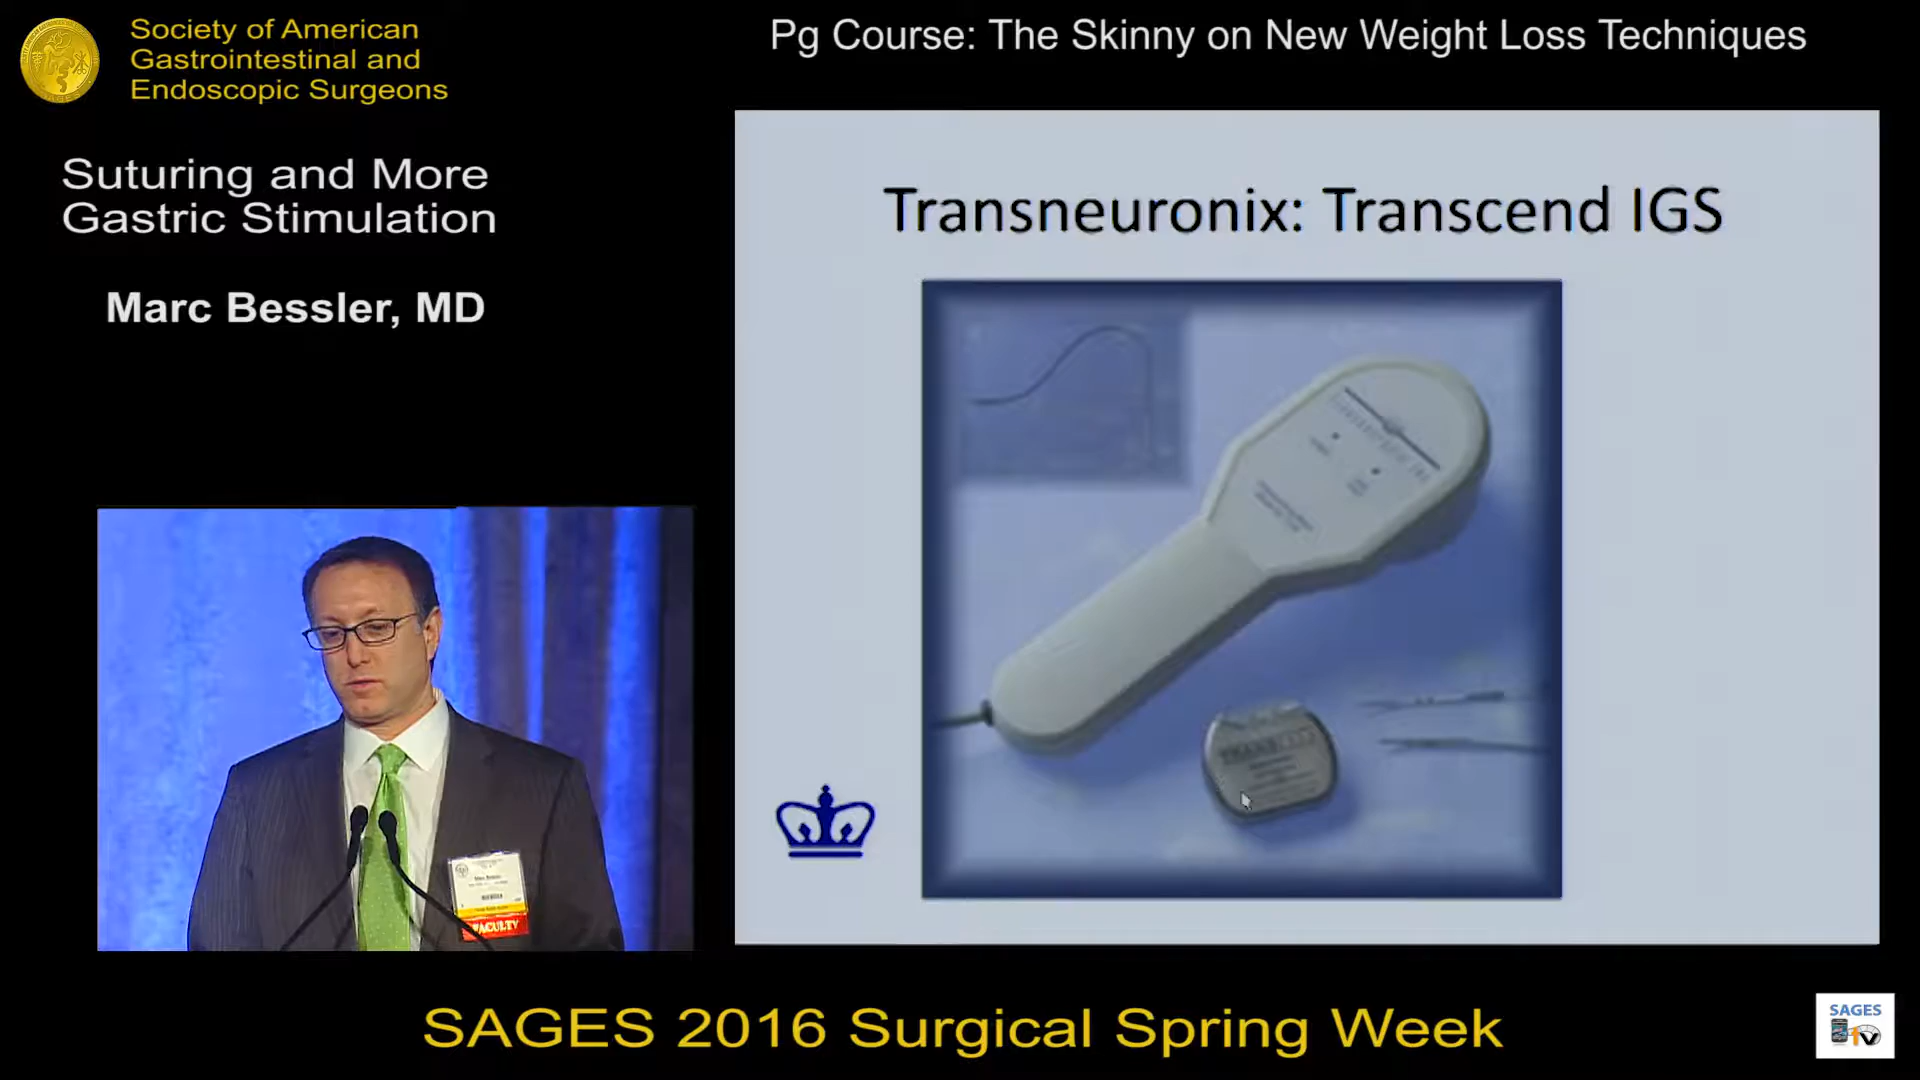 Society of American
Gastrointestinal and
Endoscopic Surgeons
Pg Course: The Skinny on New Weight Loss Techniques
Suturing and More
Gastric Stimulation
Marc Bessler, MD
Transneuronix: Transcend IGS
FACULTY
SAGES 2016 Surgical Spring Week
SAGES
TV